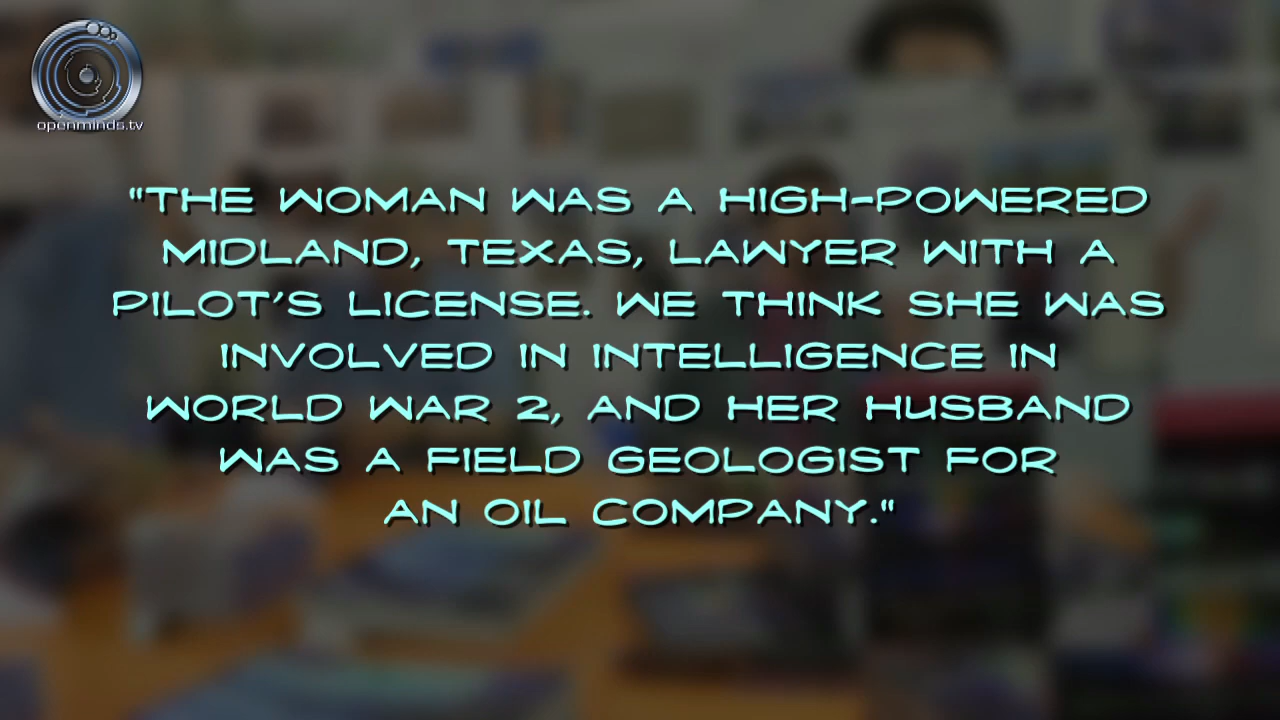 openminds.tv
"THE WOMAN WAS A HIGH-POWERED
MIDLAND, TEXAS, LAWYER WITH A
PILOT'S LICENSE. WE THINK SHE WAS
INVOLVED IN INTELLIGENCE IN
WORLD WAR 2, AND HER HUSBAND
WAS A FIELD GEOLOGIST FOR
AN OIL COMPANY."